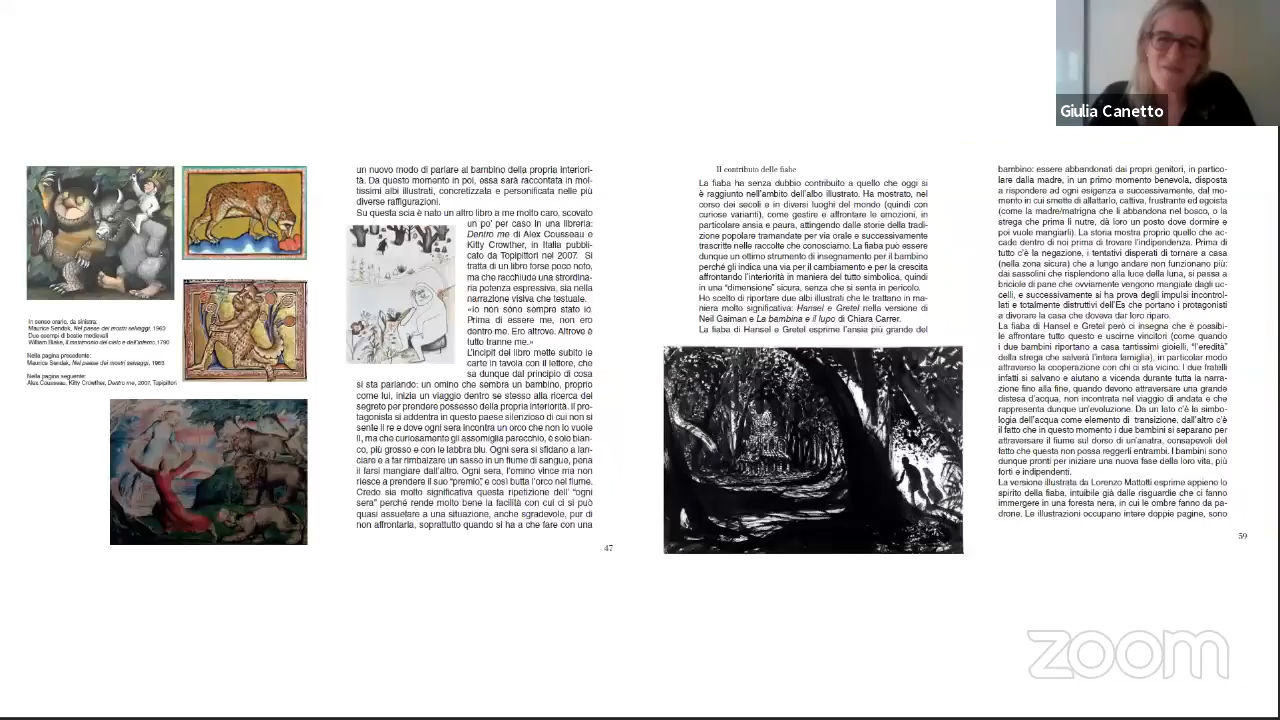 Giulia Canetto
In senso orario, da sinistra:
Maurice Sendak, Nel paese dei mostri selvaggi, 1963
Due esempi di bestie medievali
William Blake, Il matrimonio del cielo e dell'inferno, 1790
Nella pagina precedente:
Maurice Sendak, Nel paese dei mostri selvaggi, 1963
Nella pagina seguente:
Alex Cousseau, Kitty Crowther, Dentro me, 2007, Topipittori
un nuovo modo di parlare al bambino della propria interiori-
tà. Da questo momento in poi, essa sarà raccontata in mol-
tissimi albi illustrati, concretizzata e personificata nelle più
diverse raffigurazioni.
Su questa scia è nato un altro libro a me molto caro, scovato
un po' per caso in una libreria:
Dentro me di Alex Cousseau e
Kitty Crowther, in Italia pubbli-
cato da Topipittori nel 2007. Si
tratta di un libro forse poco noto,
ma che racchiude una strordina-
ria potenza espressiva, sia nella
narrazione visiva che testuale.
«Io non sono sempre stato io.
Prima di essere me, non ero
dentro me. Ero altrove. Altrove è
tutto tranne me.»
L'incipit del libro mette subito le
carte in tavola con il lettore, che
sa dunque dal principio di cosa
si sta parlando: un omino che sembra un bambino, proprio
come lui, inizia un viaggio dentro se stesso alla ricerca del
segreto per prendere possesso della propria interiorità. Il pro-
tagonista si addentra in questo paese silenzioso di cui non si
sente il re e dove ogni sera incontra un orco che non lo vuole
lì, ma che curiosamente gli assomiglia parecchio, è solo bian-
co, più grosso e con le labbra blu. Ogni sera si sfidano a lan-
ciare e a far rimbalzare un sasso in un fiume di sangue, pena
il farsi mangiare dall'altro. Ogni sera, l'omino vince ma non
riesce a prendere il suo "premio", e così butta l'orco nel fiume.
Credo sia molto significativa questa ripetizione dell' "ogni
sera" perché rende molto bene la facilità con cui ci si può
quasi assuefare a una situazione, anche sgradevole, pur di
non affrontarla, soprattutto quando si ha a che fare con una
47
Il contributo delle fiabe
La fiaba ha senza dubbio contribuito a quello che oggi si
è raggiunto nell'ambito dell'albo illustrato. Ha mostrato, nel
corso dei secoli e in diversi luoghi del mondo (quindi con
curiose varianti), come gestire e affrontare le emozioni, in
particolare ansia e paura, attingendo dalle storie della tradi-
zione popolare tramandate per via orale e successivamente
trascritte nelle raccolte che conosciamo. La fiaba può essere
dunque un ottimo strumento di insegnamento per il bambino
perché gli indica una via per il cambiamento e per la crescita
affrontando l'interiorità in maniera del tutto simbolica, quindi
in una "dimensione" sicura, senza che si senta in pericolo.
Ho scelto di riportare due albi illustrati che le trattano in ma-
niera molto significativa: Hansel e Gretel nella versione di
Neil Gaiman e La bambina e il lupo di Chiara Carrer.
La fiaba di Hansel e Gretel esprime l'ansia più grande del
bambino: essere abbandonati dai propri genitori, in partico-
lare dalla madre, in un primo momento benevola, disposta
a rispondere ad ogni esigenza e successivamente, dal mo-
mento in cui smette di allattarlo, cattiva, frustrante ed egoista
(come la madre/matrigna che li abbandona nel bosco, o la
strega che prima li nutre, dà loro un posto dove dormire e
poi vuole mangiarli). La storia mostra proprio quello che ac-
cade dentro di noi prima di trovare l'indipendenza. Prima di
tutto c'è la negazione, i tentativi disperati di tornare a casa
(nella zona sicura) che a lungo andare non funzionano più:
dai sassolini che risplendono alla luce della luna, si passa a
briciole di pane che ovviamente vengono mangiate dagli uc-
celli, e successivamente si ha prova degli impulsi incontrol-
lati e totalmente distruttivi dell'Es che portano i protagonisti
a divorare la casa che doveva dar loro riparo.
La fiaba di Hansel e Gretel però ci insegna che è possibi-
le affrontare tutto questo e uscirne vincitori (come quando
i due bambini riportano a casa tantissimi gioielli, "l'eredità"
della strega che salverà l'intera famiglia), in particolar modo
attraverso la cooperazione con chi ci sta vicino. I due fratelli
infatti si salvano e aiutano a vicenda durante tutta la narra-
zione fino alla fine, quando devono attraversare una grande
distesa d'acqua, non incontrata nel viaggio di andata e che
rappresenta dunque un'evoluzione. Da un lato c'è la simbo-
logia dell'acqua come elemento di transizione, dall'altro c'è
il fatto che in questo momento i due bambini si separano per
attraversare il fiume sul dorso di un'anatra, consapevoli del
fatto che questa non possa reggerli entrambi. I bambini sono
dunque pronti per iniziare una nuova fase della loro vita, più
forti e indipendenti.
La versione illustrata da Lorenzo Mattotti esprime appieno lo
spirito della fiaba, intuibile già dalle risguardie che ci fanno
immergere in una foresta nera, in cui le ombre fanno da pa-
drone. Le illustrazioni occupano intere doppie pagine, sono
59
zoom